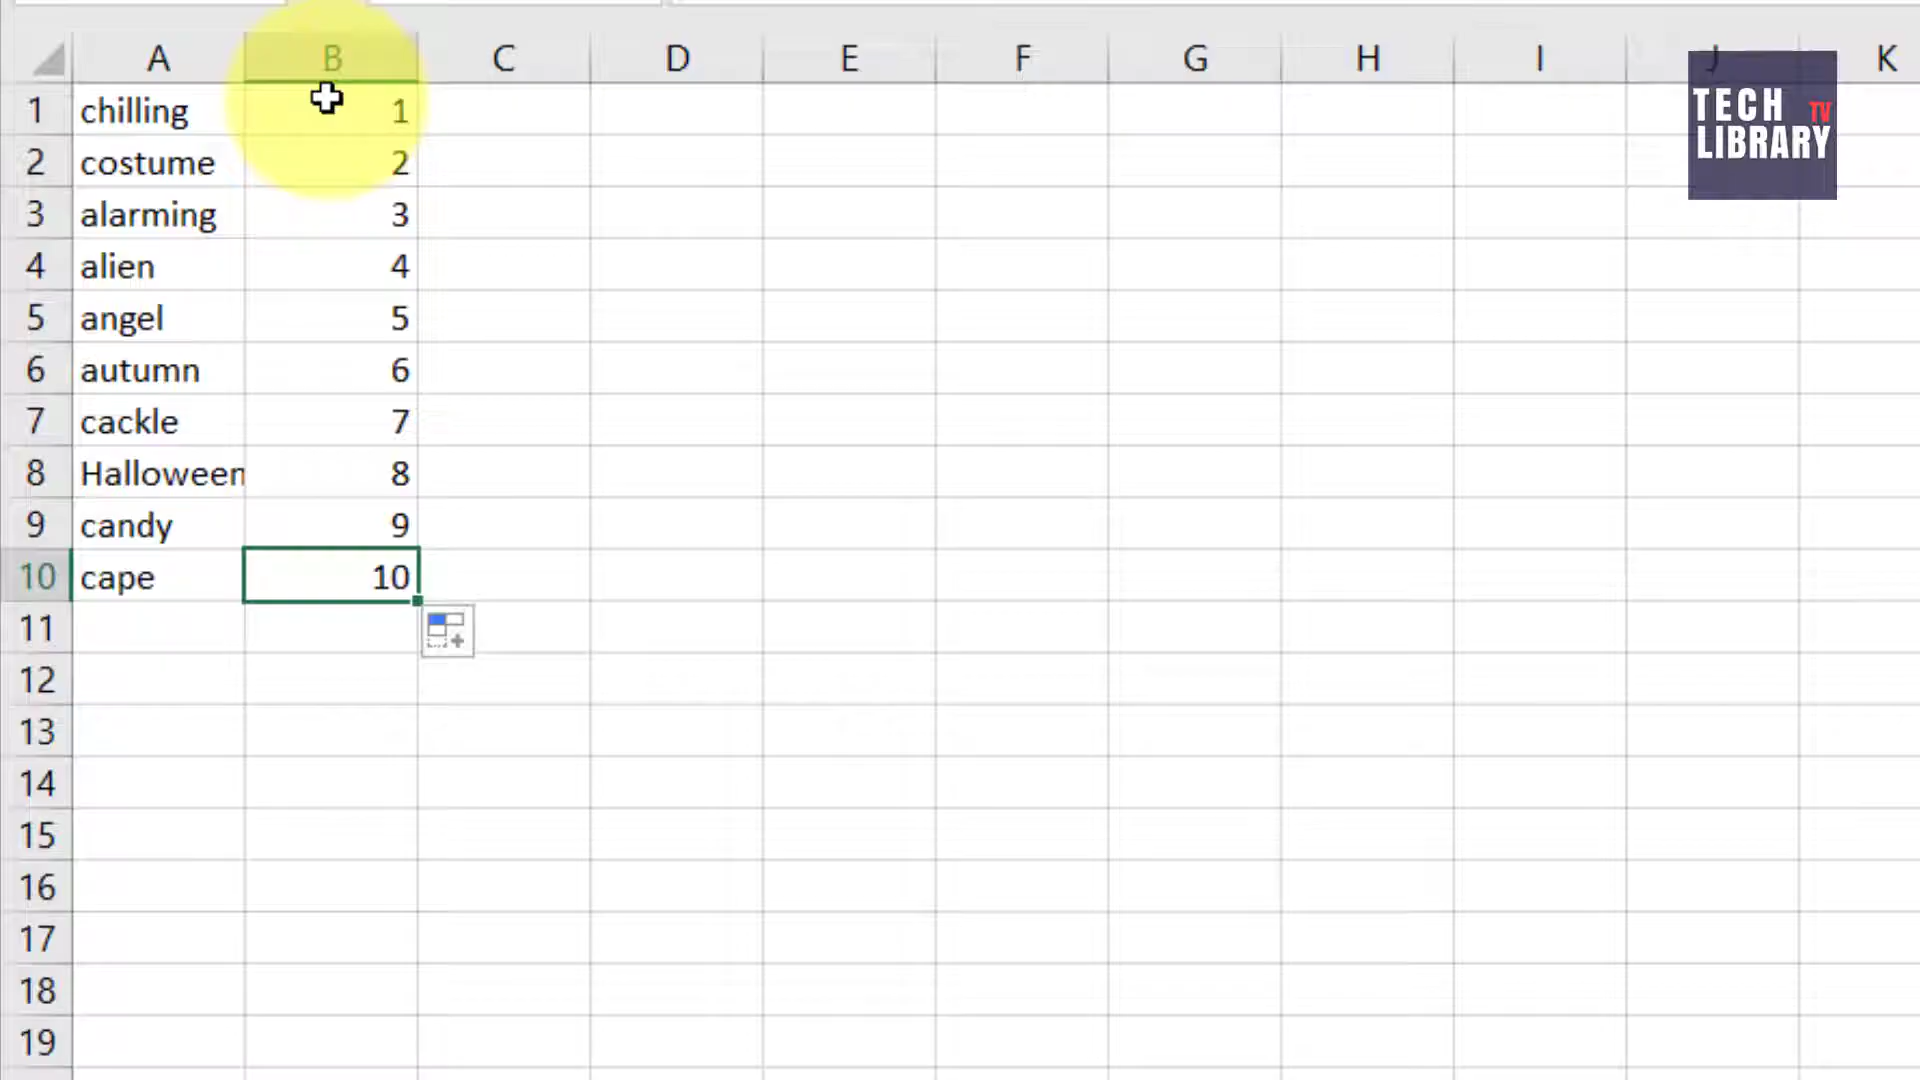 A B C D E F G H I J K
1 chilling 1
2 costume 2
3 alarming 3
4 alien 4
5 angel 5
6 autumn 6
7 cackle 7
8 Halloween 8
9 candy 9
10 cape 10
11
12
13
14
15
16
17
18
19
TECH TV
LIBRARY